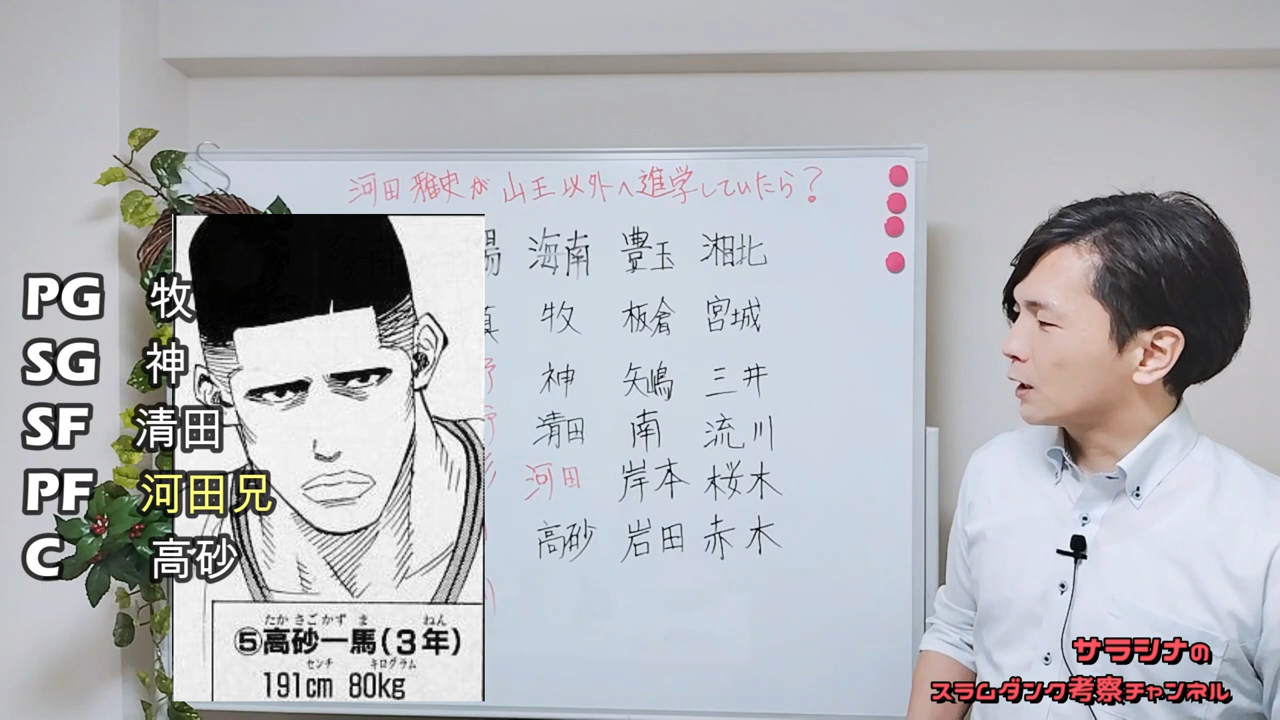 河田雅史が山王以外へ進学していたら?
陽 海南 豊玉 湘北
牧 板倉 宮城
神 矢嶋 三井
清田 南 流川
河田 岸本 桜木
高砂 岩田 赤木
PG 牧
SG 神
SF 清田
PF 河田兄
C 高砂
たかさごかずま ねん
⑤高砂一馬(3年)
センチ キログラム
191cm 80kg
サラシナの
スラムダンク考察チャンネル